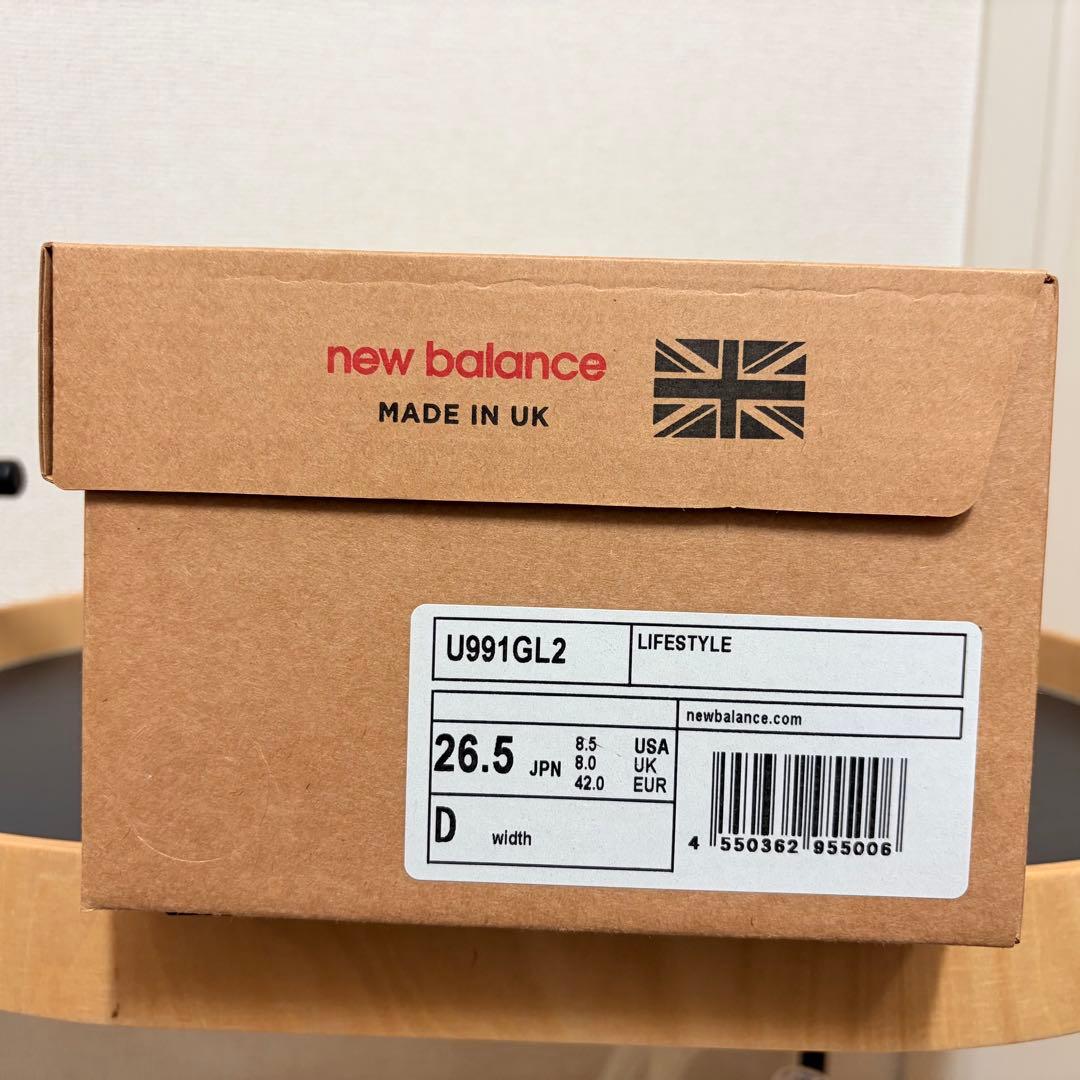 new balance
MADE IN UK
U991GL2
LIFESTYLE
newbalance.com
26.5 JPN
8.5 USA
8.0 UK
42.0 EUR
D width
4 550362 955006